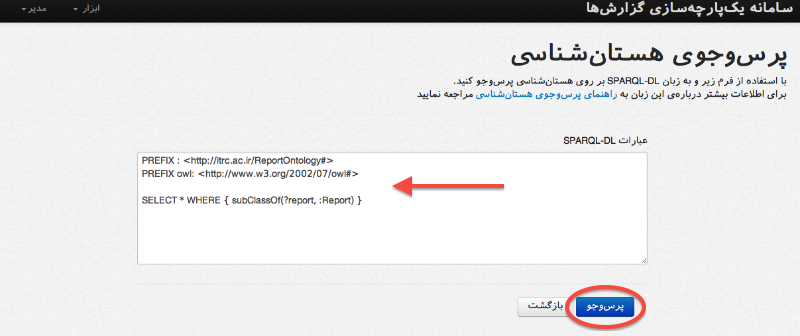 سامانه یک‌پارچه‌سازی گزارش‌ها
ابزار
مدیر
پرس‌وجوی هستان‌شناسی
با استفاده از فرم زیر و به زبان SPARQL-DL بر روی هستان‌شناسی پرس‌وجو کنید.
برای اطلاعات بیشتر درباره‌ی این زبان به راهنمای پرس‌وجوی هستان‌شناسی مراجعه نمایید
عبارات SPARQL-DL
PREFIX : <http://itrc.ac.ir/ReportOntology#>
PREFIX owl: <http://www.w3.org/2002/07/owl#>
SELECT * WHERE { subClassOf(?report, :Report) }
پرس‌وجو
بازگشت